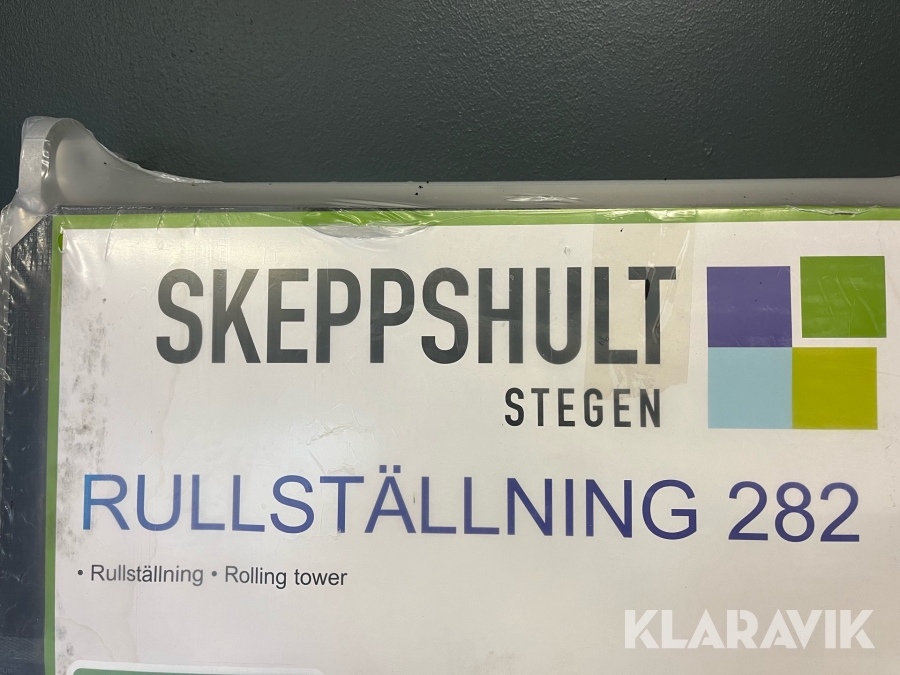 SKEPPSHULT
STEGEN
RULLSTÄLLNING 282
• Rullställning • Rolling tower
KLARAVIK